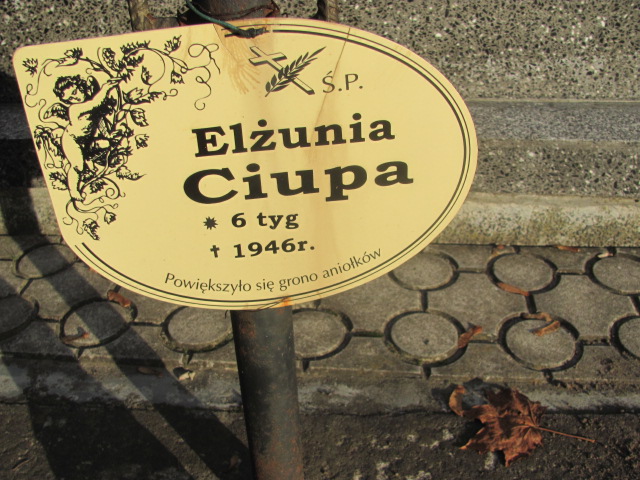 Ś.P.
Elżunia
Ciupa
* 6 tyg
† 1946r.
Powiększyło się grono aniołków